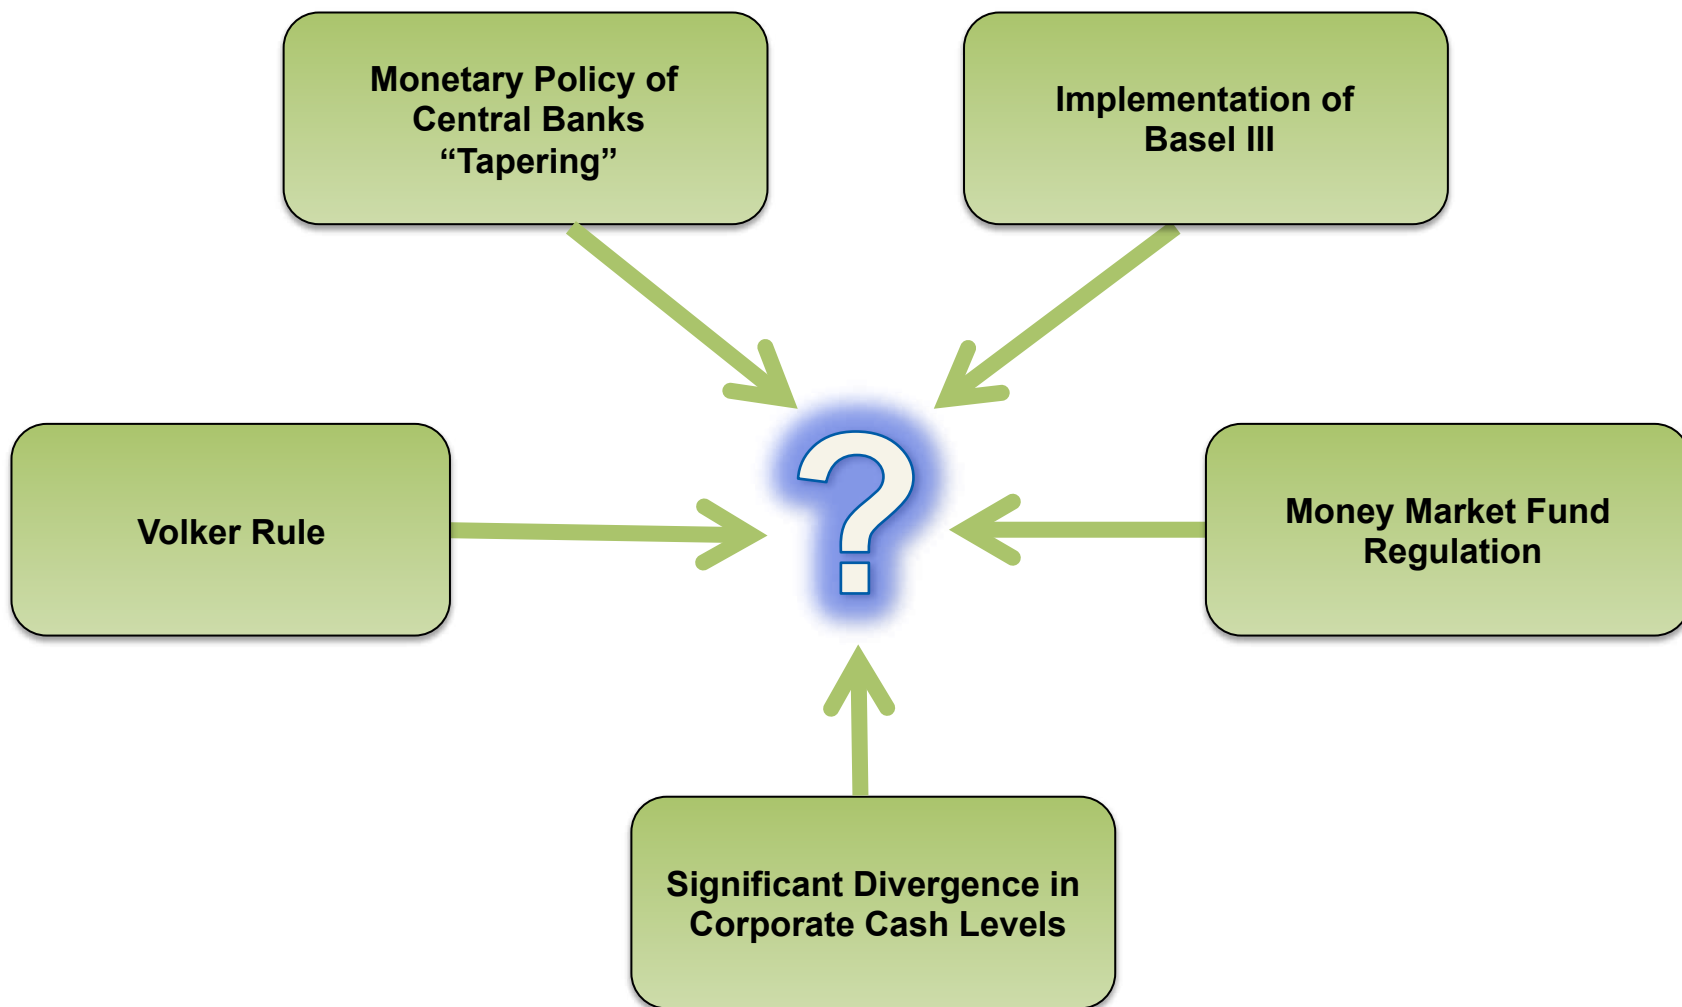 Monetary Policy of
Central Banks
“Tapering”
Implementation of
Basel III
Volker Rule
?
Money Market Fund
Regulation
Significant Divergence in
Corporate Cash Levels